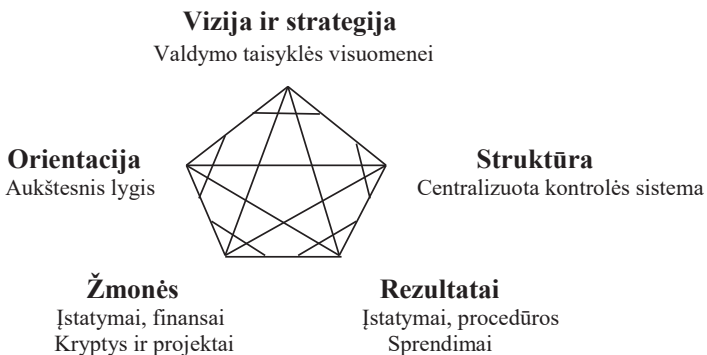 Vizija ir strategija
Valdymo taisyklės visuomenei
Orientacija
Aukštesnis lygis
Struktūra
Centralizuota kontrolės sistema
Žmonės
Įstatymai, finansai
Kryptys ir projektai
Rezultatai
Įstatymai, procedūros
Sprendimai